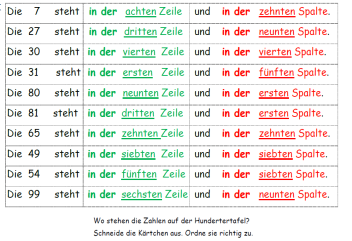 Die 7 steht in der achten Zeile und in der zehnten Spalte.
Die 27 steht in der dritten Zeile und in der neunten Spalte.
Die 30 steht in der vierten Zeile und in der vierten Spalte.
Die 31 steht in der ersten Zeile und in der fünften Spalte.
Die 80 steht in der neunten Zeile und in der ersten Spalte.
Die 81 steht in der dritten Zeile und in der ersten Spalte.
Die 65 steht in der zehnten Zeile und in der zehnten Spalte.
Die 49 steht in der siebten Zeile und in der siebten Spalte.
Die 54 steht in der fünften Zeile und in der siebten Spalte.
Die 99 steht in der sechsten Zeile und in der neunten Spalte.
Wo stehen die Zahlen auf der Hundertertafel?
Schneide die Kärtchen aus. Ordne sie richtig zu.